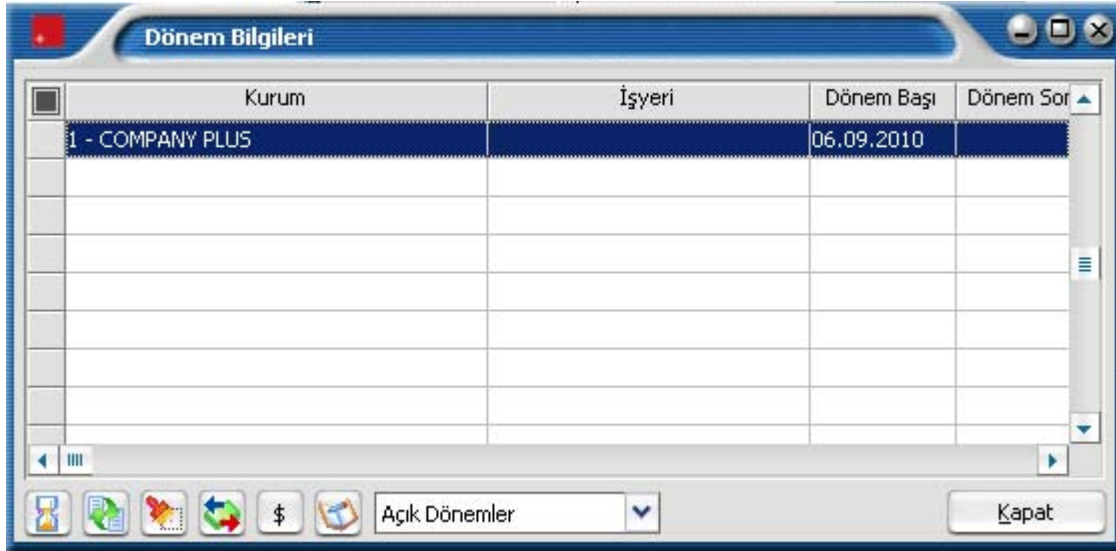 Dönem Bilgileri
Kurum İşyeri Dönem Başı Dönem Sor
1 - COMPANY PLUS 06.09.2010
$ Açık Dönemler Kapat